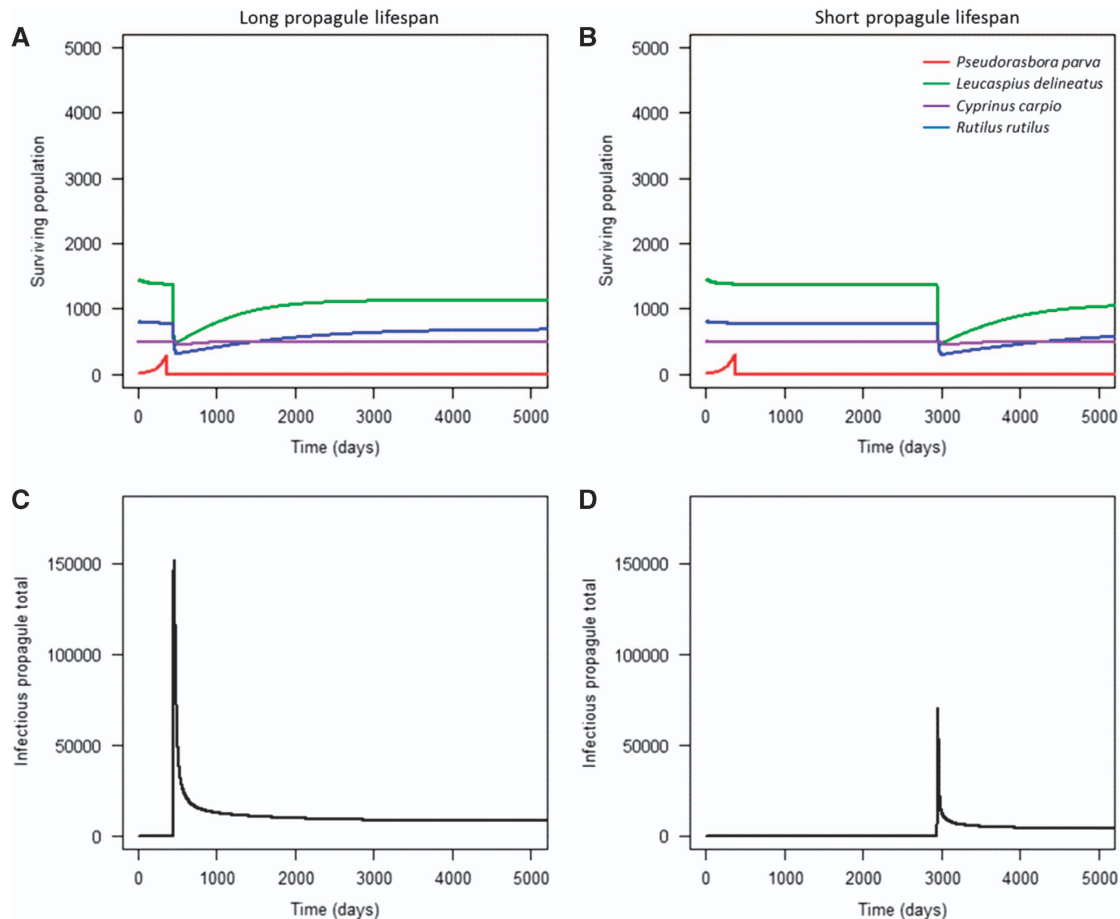 Long propagule lifespan
Short propagule lifespan
A
5000
4000
3000
2000
1000
0
Surviving population
0 1000 2000 3000 4000 5000
Time (days)
B
Pseudorasbora parva
Leucaspius delineatus
Cyprinus carpio
Rutilus rutilus
5000
4000
3000
2000
1000
0
Surviving population
0 1000 2000 3000 4000 5000
Time (days)
C
150000
100000
50000
0
Infectious propagule total
0 1000 2000 3000 4000 5000
Time (days)
D
150000
100000
50000
0
Infectious propagule total
0 1000 2000 3000 4000 5000
Time (days)